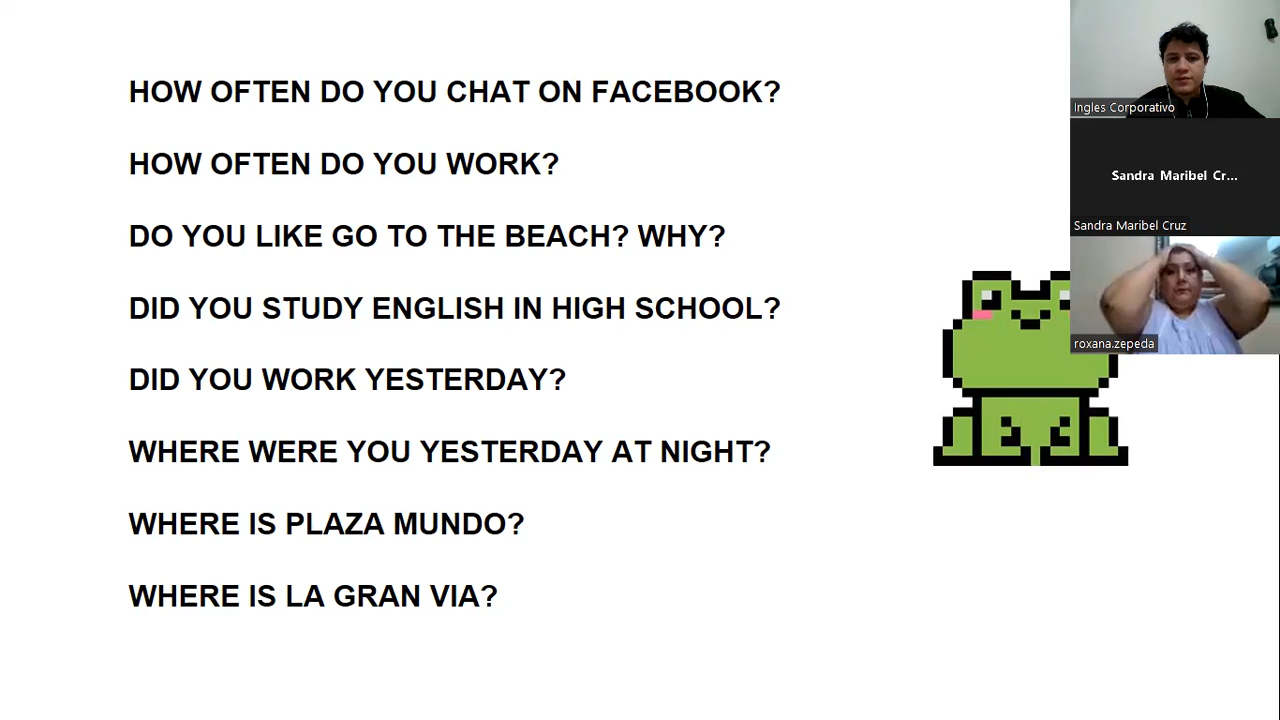 HOW OFTEN DO YOU CHAT ON FACEBOOK?
HOW OFTEN DO YOU WORK?
DO YOU LIKE GO TO THE BEACH? WHY?
DID YOU STUDY ENGLISH IN HIGH SCHOOL?
DID YOU WORK YESTERDAY?
WHERE WERE YOU YESTERDAY AT NIGHT?
WHERE IS PLAZA MUNDO?
WHERE IS LA GRAN VIA?
Ingles Corporativo
Sandra Maribel Cr...
Sandra Maribel Cruz
roxana.zepeda